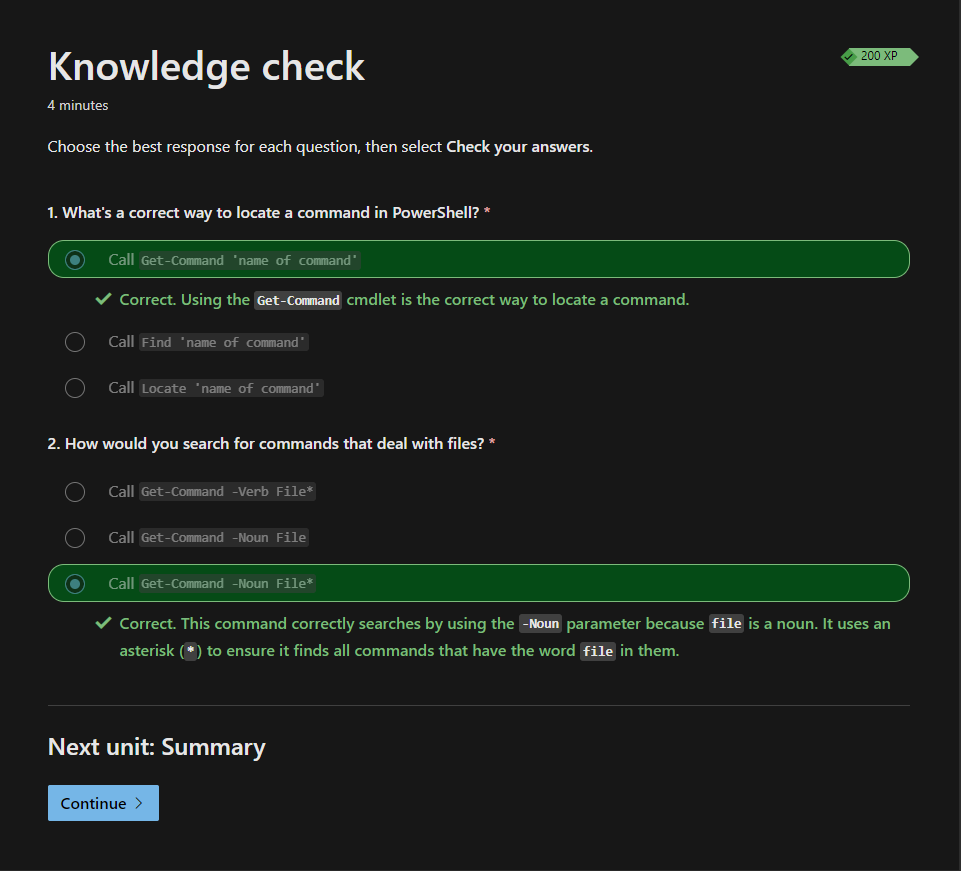 Knowledge check
200 XP
4 minutes
Choose the best response for each question, then select Check your answers.
1. What's a correct way to locate a command in PowerShell? *
Call Get-Command 'name of command'
Correct. Using the Get-Command cmdlet is the correct way to locate a command.
Call Find 'name of command'
Call Locate 'name of command'
2. How would you search for commands that deal with files? *
Call Get-Command -Verb File*
Call Get-Command -Noun File
Call Get-Command -Noun File*
Correct. This command correctly searches by using the -Noun parameter because file is a noun. It uses an
asterisk (*) to ensure it finds all commands that have the word file in them.
Next unit: Summary
Continue